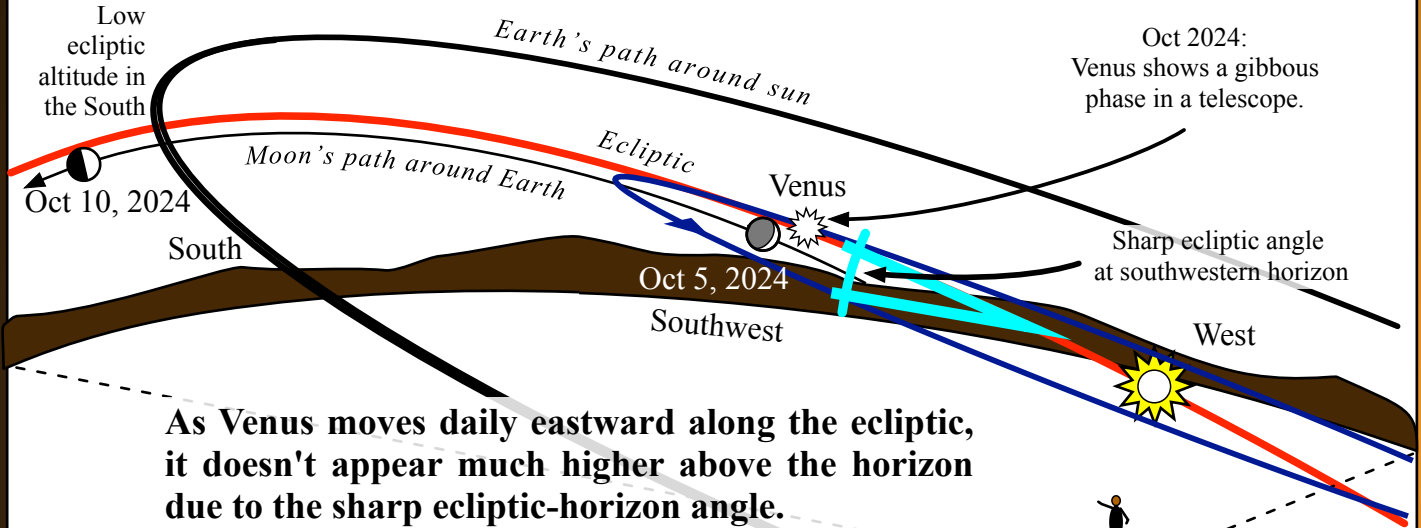 Low
ecliptic
altitude in
the South
Earth's path around sun
Oct 2024:
Venus shows a gibbous
phase in a telescope.
Ecliptic
Moon's path around Earth
Venus
Oct 10, 2024
South
Sharp ecliptic angle
at southwestern horizon
Oct 5, 2024
Southwest
West
As Venus moves daily eastward along the ecliptic,
it doesn't appear much higher above the horizon
due to the sharp ecliptic-horizon angle.